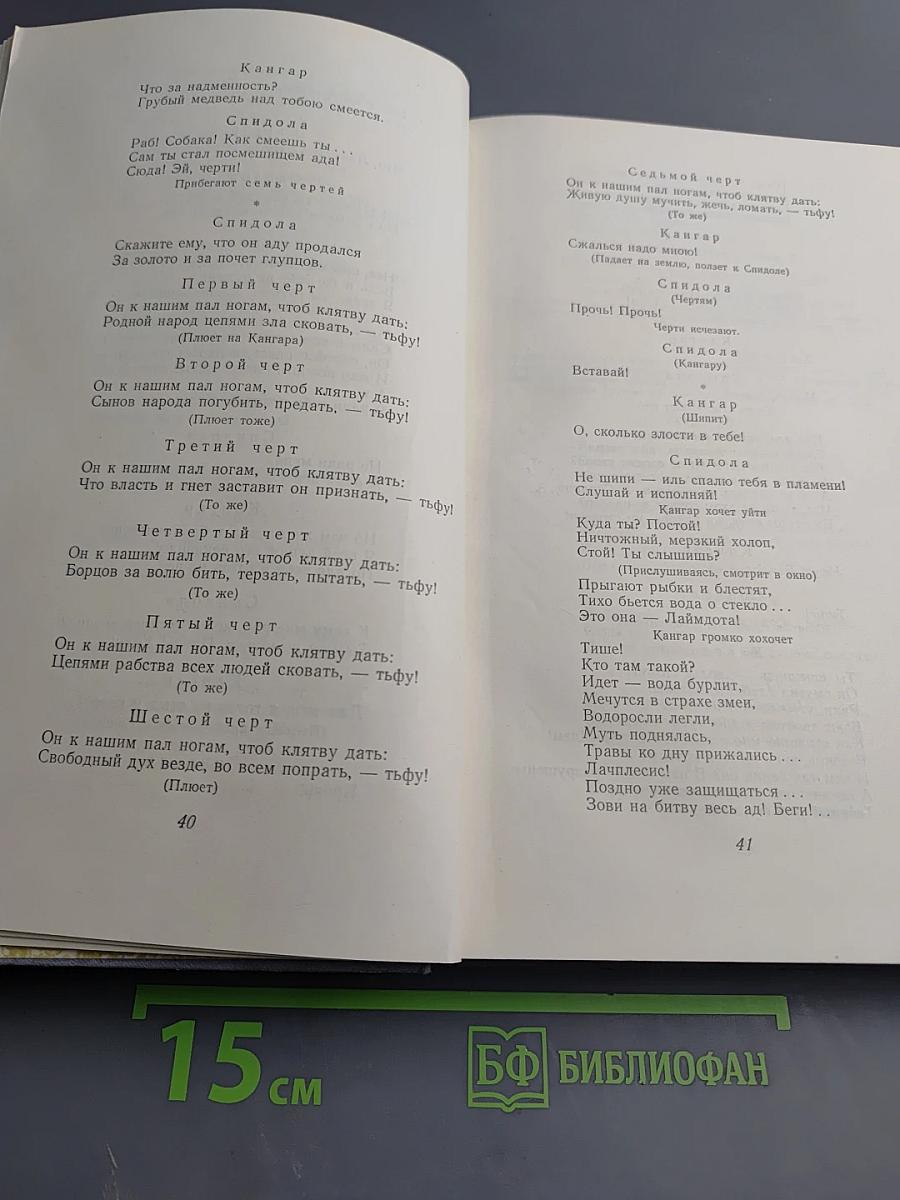 Кангар
Что за надменность?
Грубый медведь над тобою смеется.
Спидола
Раб! Собака! Как смеешь ты...
Сам ты стал посмешищем ада!
Сюда! Эй, черти!
Прибегают семь чертей
*
Спидола
Скажите ему, что он аду продался
За золото и за почет глупцов.
Первый черт
Он к нашим пал ногам, чтоб клятву дать:
Родной народ цепями зла сковать, — тьфу!
(Плюет на Кангара)
Второй черт
Он к нашим пал ногам, чтоб клятву дать:
Сынов народа погубить, предать, — тьфу!
(Плюет тоже)
Третий черт
Он к нашим пал ногам, чтоб клятву дать:
Что власть и гнет заставит он признать, — тьфу!
(То же)
Четвертый черт
Он к нашим пал ногам, чтоб клятву дать:
Борцов за волю бить, терзать, пытать, — тьфу!
(То же)
Пятый черт
Он к нашим пал ногам, чтоб клятву дать:
Цепями рабства всех людей сковать, — тьфу!
(То же)
Шестой черт
Он к нашим пал ногам, чтоб клятву дать:
Свободный дух везде, во всем попрать, — тьфу!
(Плюет)
40
Седьмой черт
Он к нашим пал ногам, чтоб клятву дать:
Живую душу мучить, жечь, ломать, — тьфу!
(То же)
Кангар
Сжалься надо мною!
(Падает на землю, ползет к Спидоле)
Спидола
(Чертям)
Прочь! Прочь!
Черти исчезают.
Спидола
(Кангару)
Вставай!
*
Кангар
(Шипит)
О, сколько злости в тебе!
Спидола
Не шипи — иль спалю тебя в пламени!
Слушай и исполняй!
Кангар хочет уйти
Куда ты? Постой!
Ничтожный, мерзкий холоп,
Стой! Ты слышишь?
(Прислушиваясь, смотрит в окно)
Прыгают рыбки и блестят,
Тихо бьется вода о стекло...
Это она — Лаймдота!
Кангар громко хохочет
Тише!
Кто там такой?
Идет — вода бурлит,
Мечутся в страхе змеи,
Водоросли легли,
Муть поднялась,
Травы ко дну прижались...
Лачплесис!
Поздно уже защищаться...
Зови на битву весь ад! Беги!..
41
15 см
БФ БИБЛИОФАН